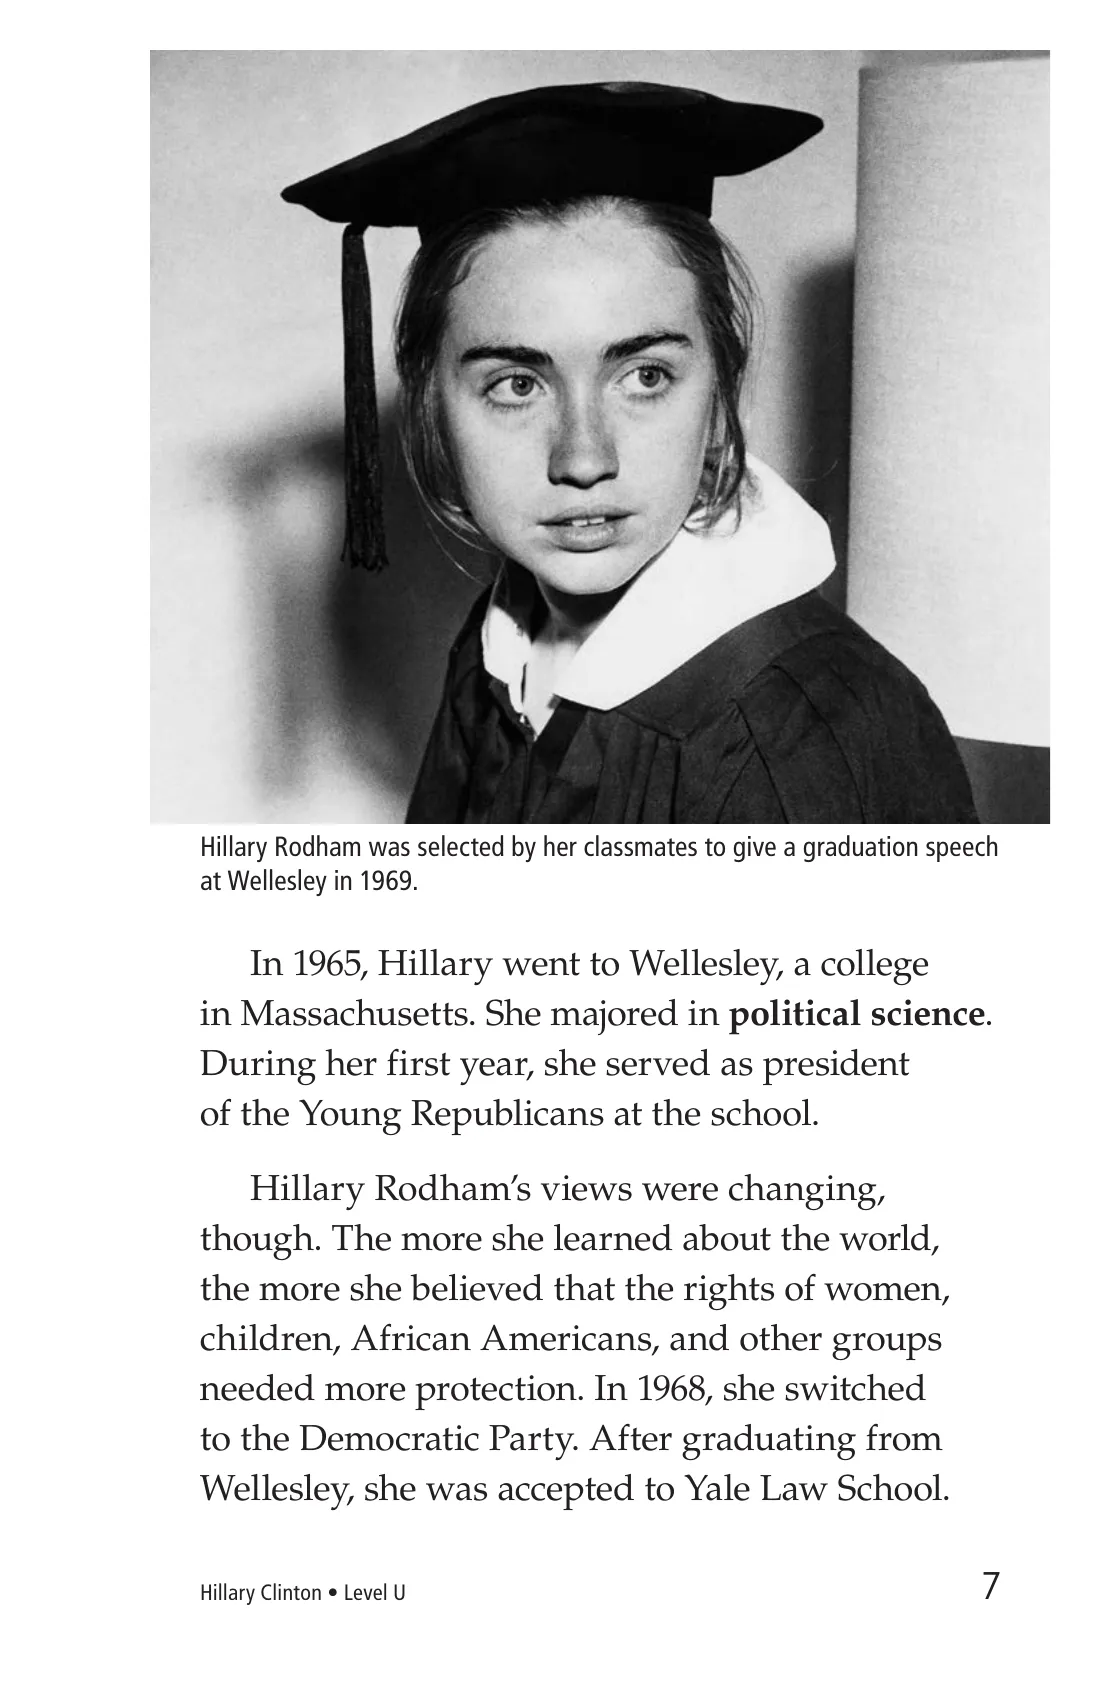 Hillary Rodham was selected by her classmates to give a graduation speech
at Wellesley in 1969.
In 1965, Hillary went to Wellesley, a college
in Massachusetts. She majored in political science.
During her first year, she served as president
of the Young Republicans at the school.
Hillary Rodham’s views were changing,
though. The more she learned about the world,
the more she believed that the rights of women,
children, African Americans, and other groups
needed more protection. In 1968, she switched
to the Democratic Party. After graduating from
Wellesley, she was accepted to Yale Law School.
Hillary Clinton • Level U
7